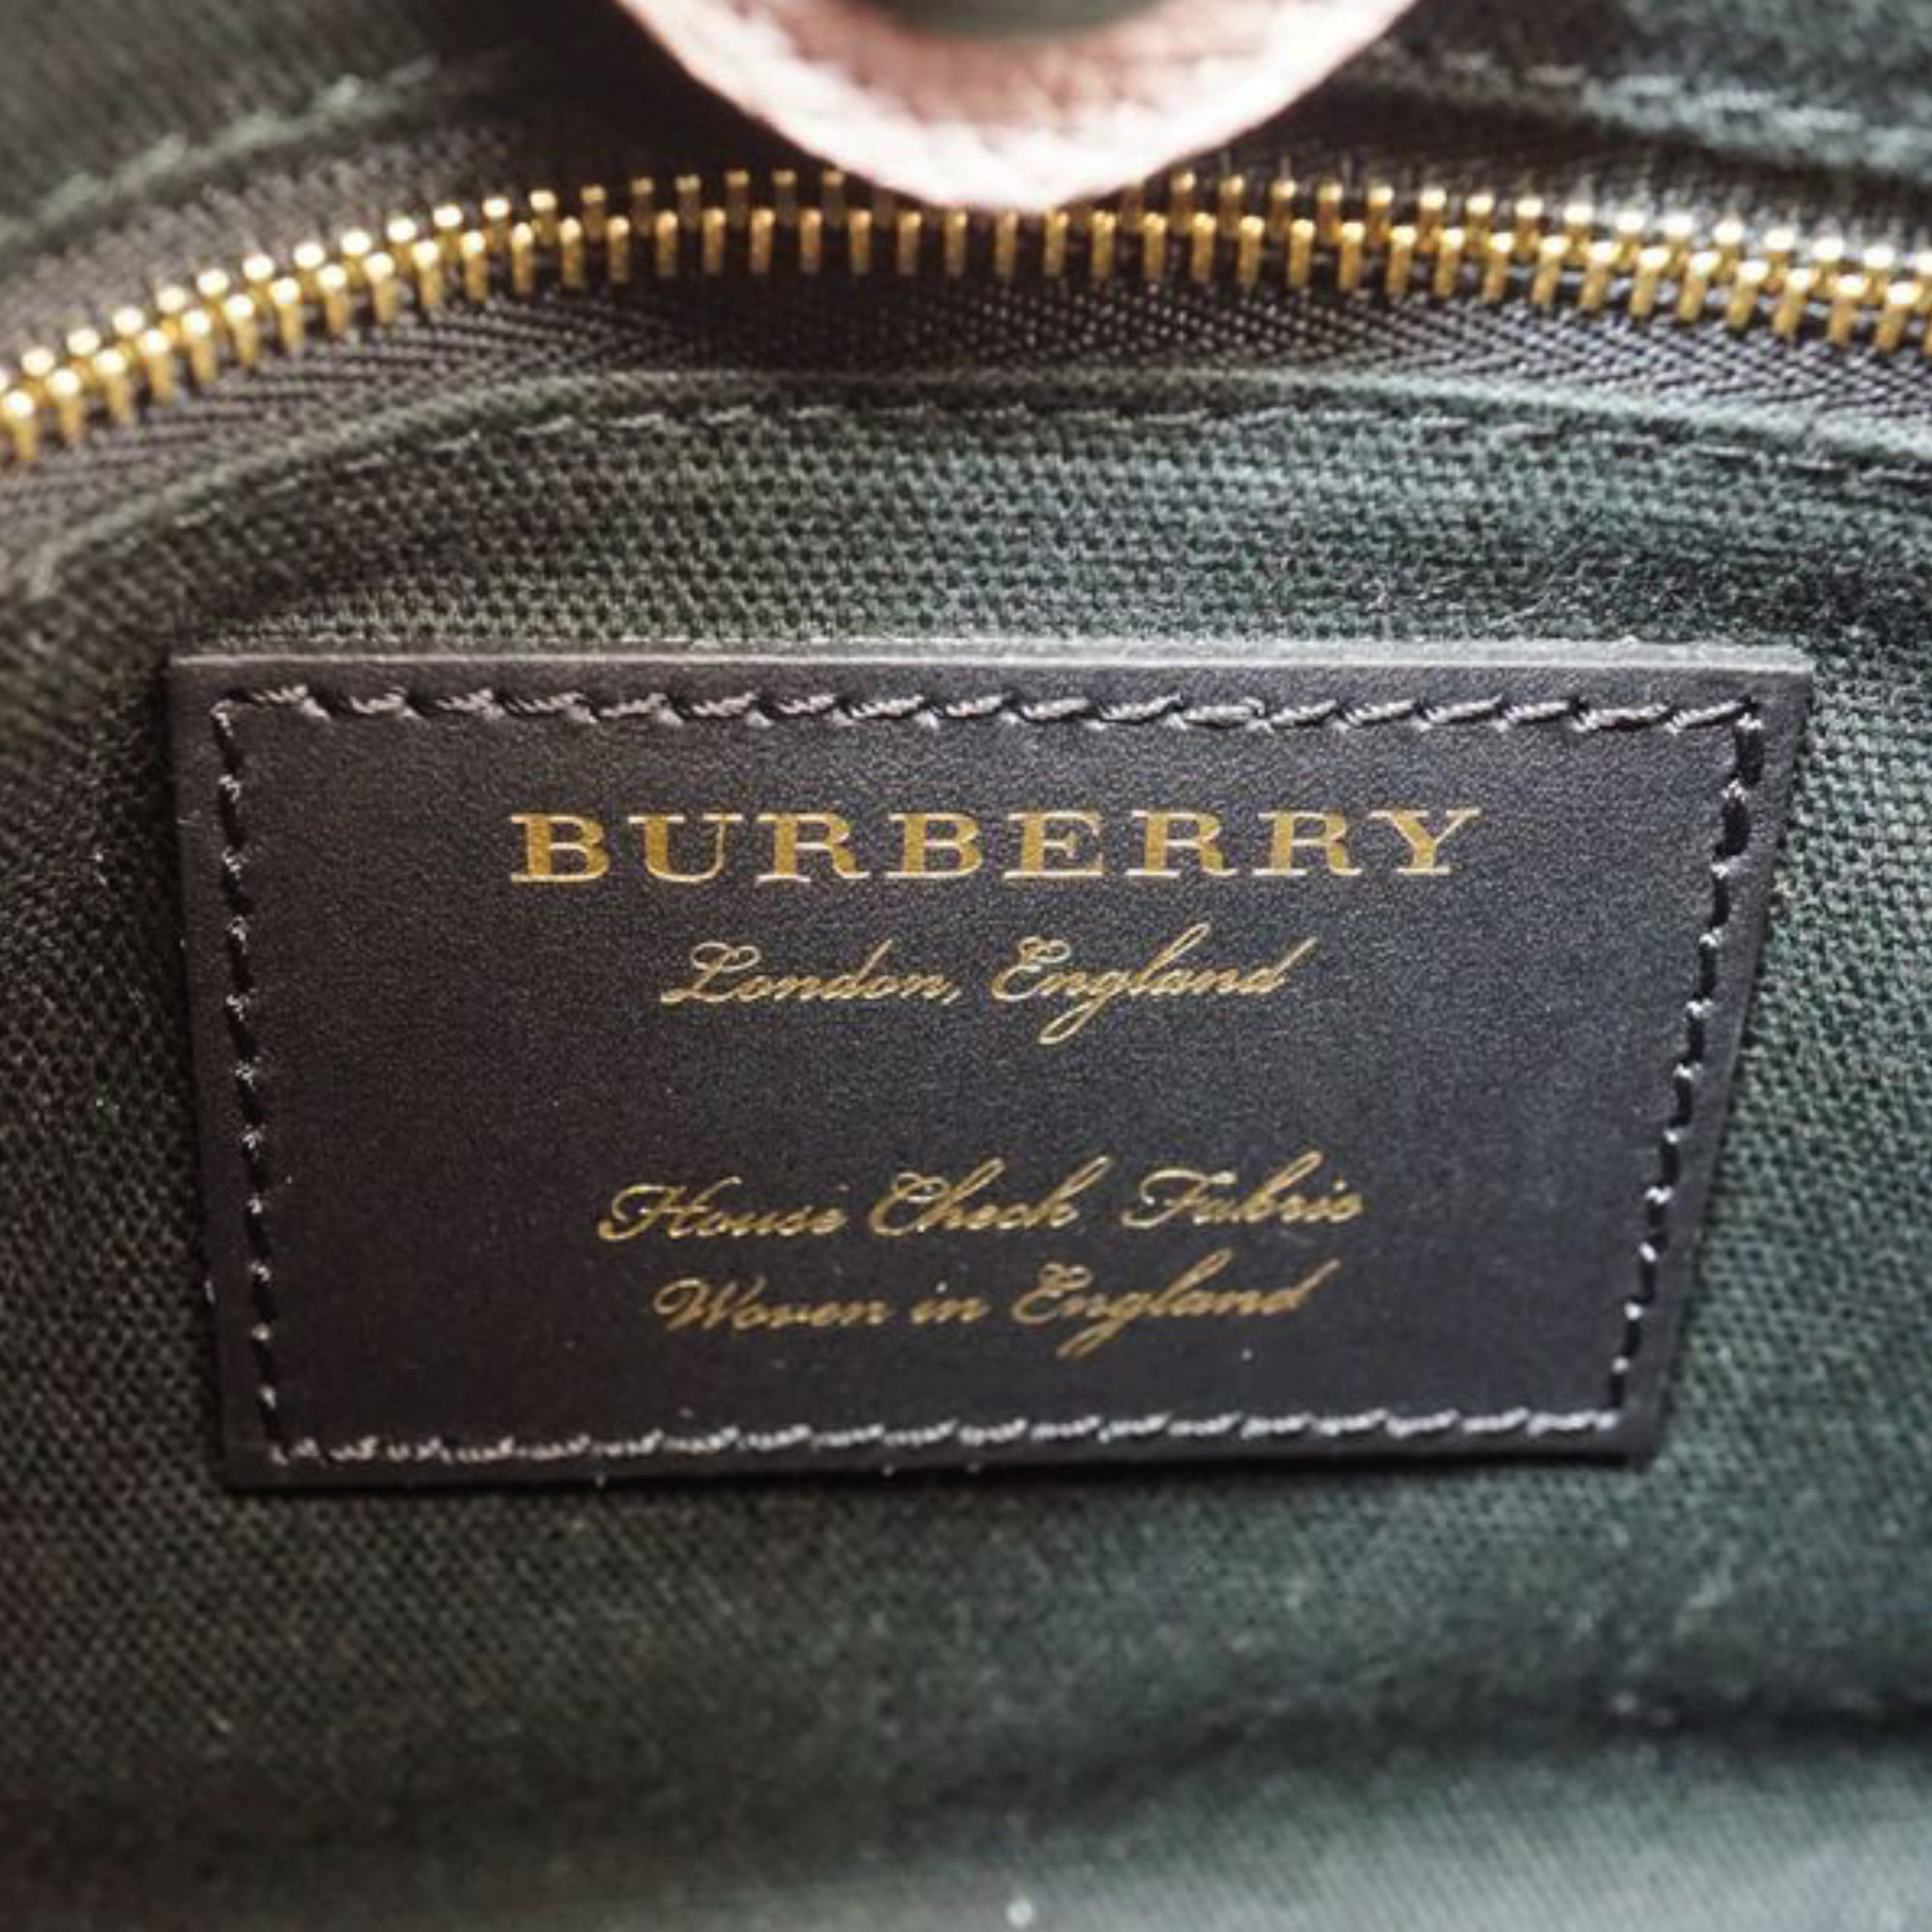 BURBERRY
London, England
House Check Fabric
Woven in England